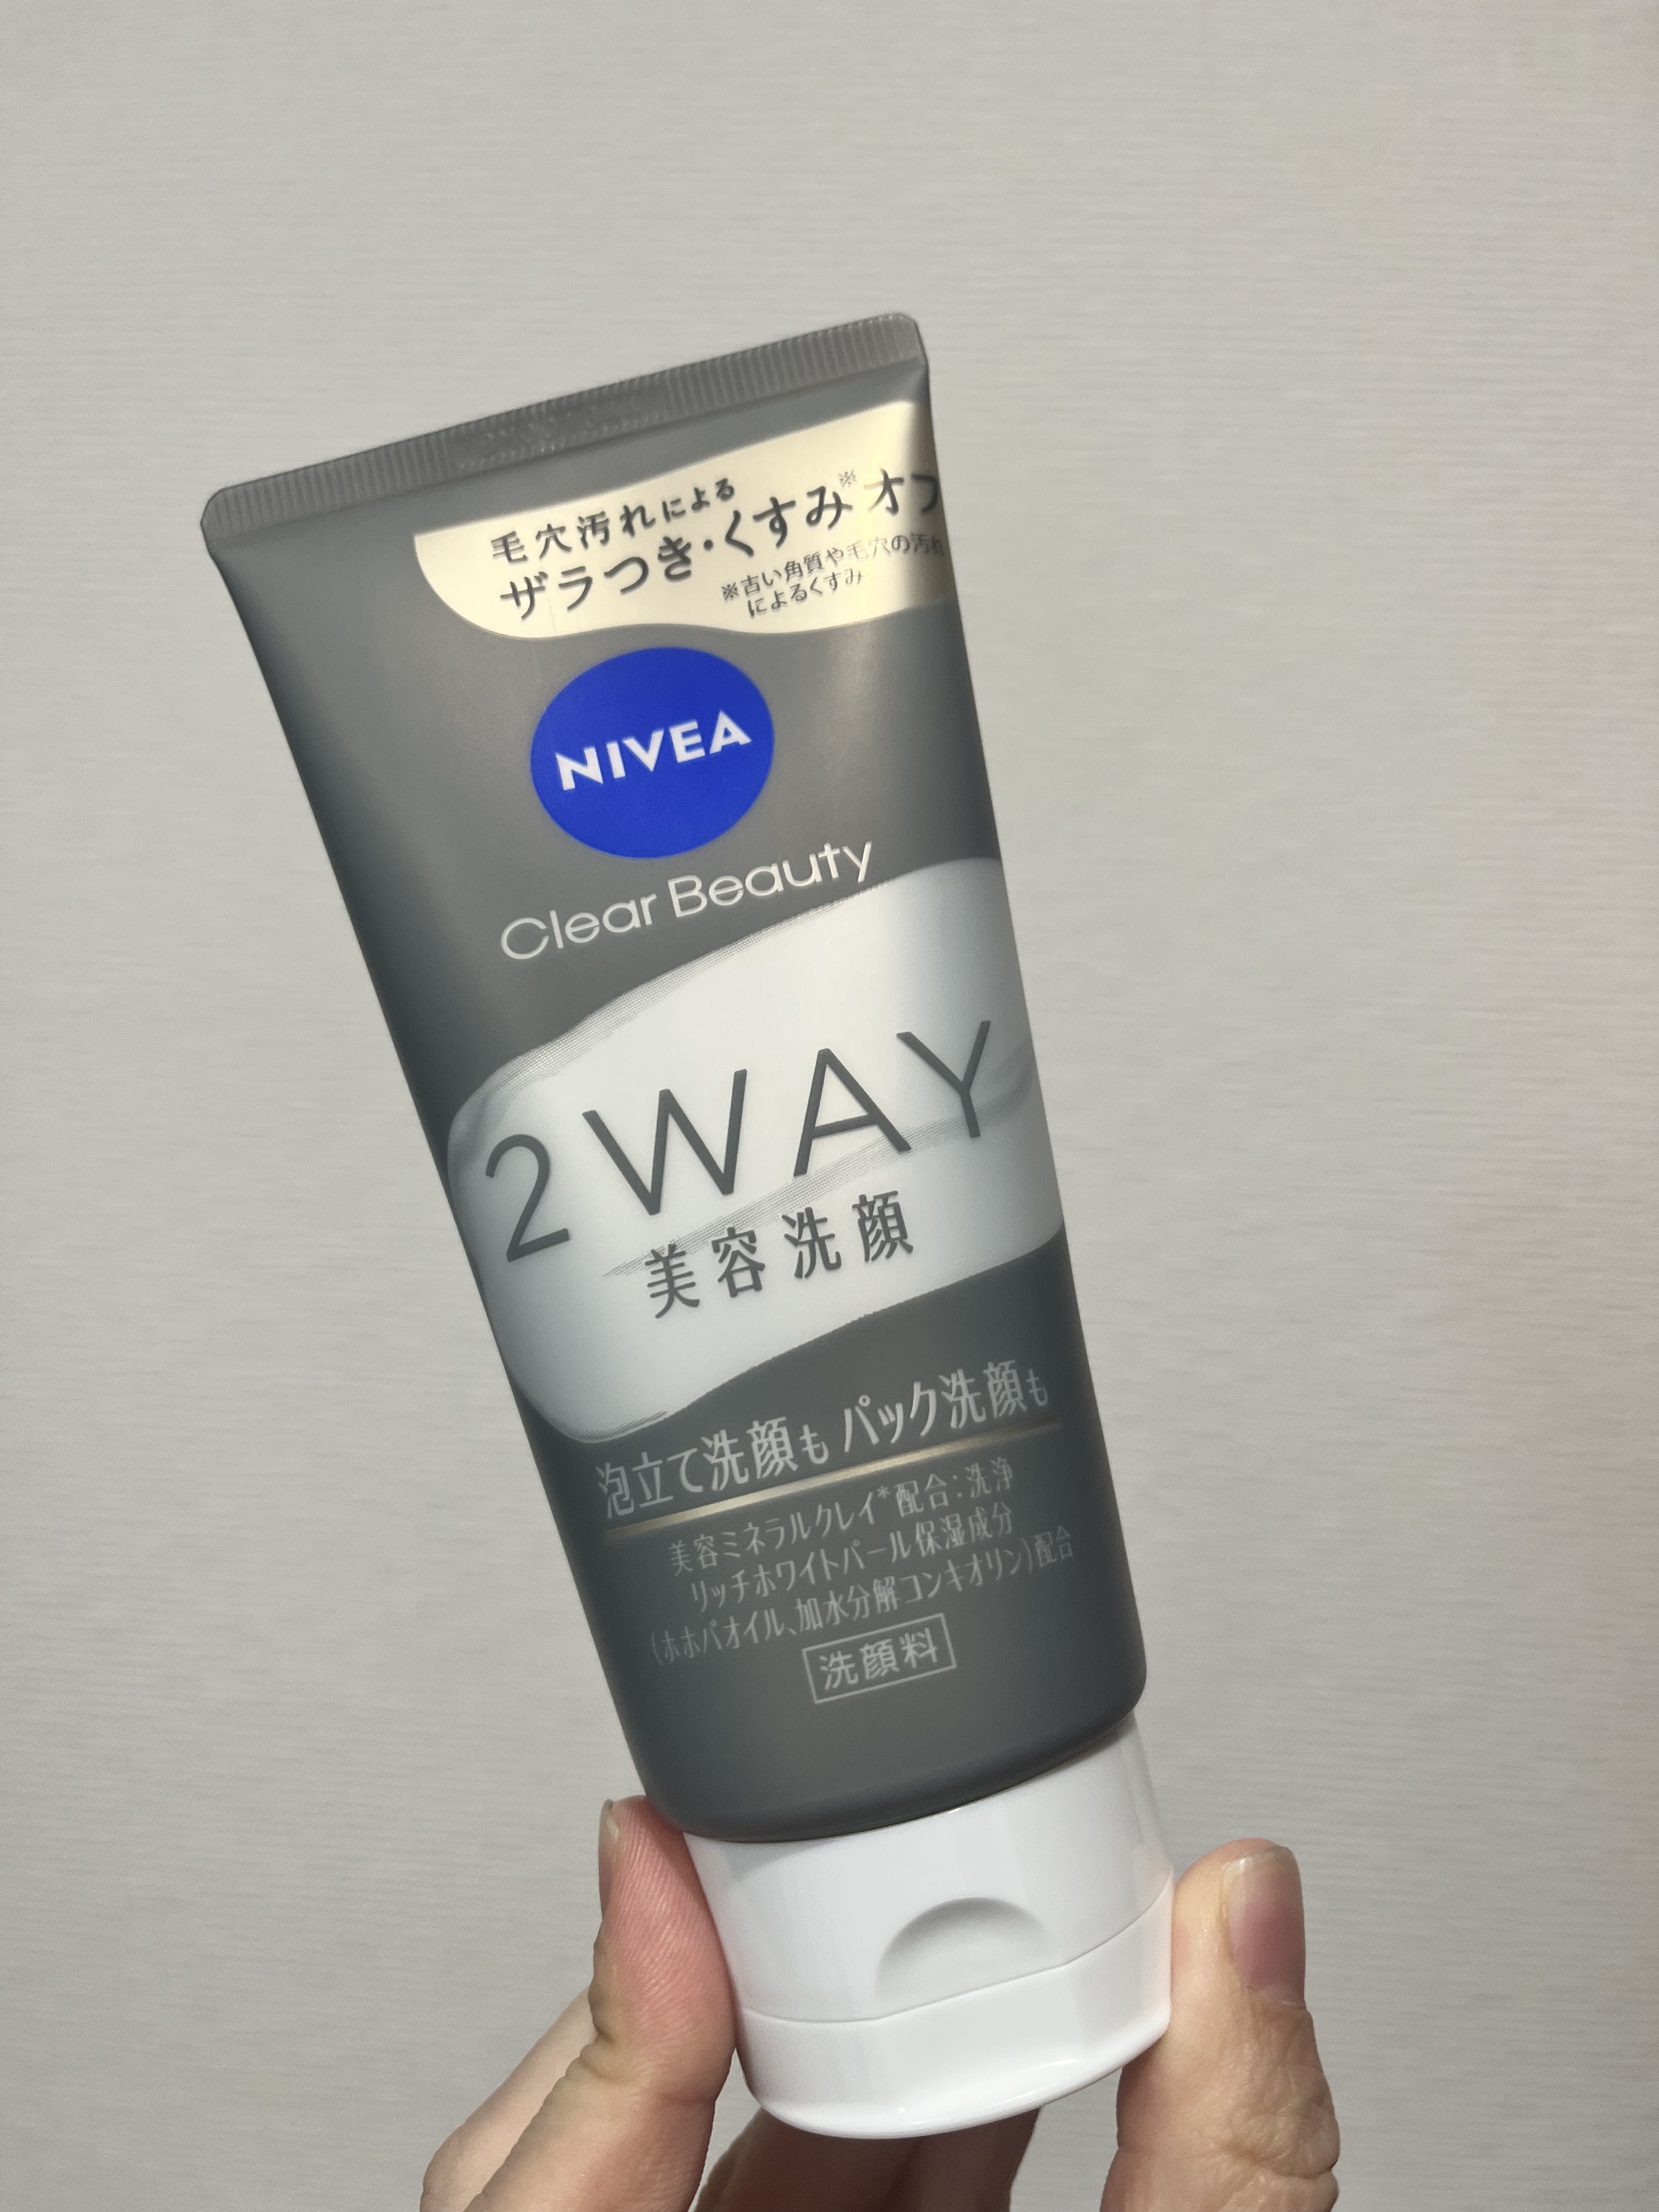 毛穴汚れによる
ザラつき・くすみ※オフ
※古い角質や毛穴の汚れ
によるくすみ
NIVEA
Clear Beauty
2WAY
美容洗顔
泡立て洗顔も パック洗顔も
美容ミネラルクレイ*配合:洗浄
リッチホワイトパール保湿成分
(ホホバオイル、加水分解コンキオリン)配合
洗顔料